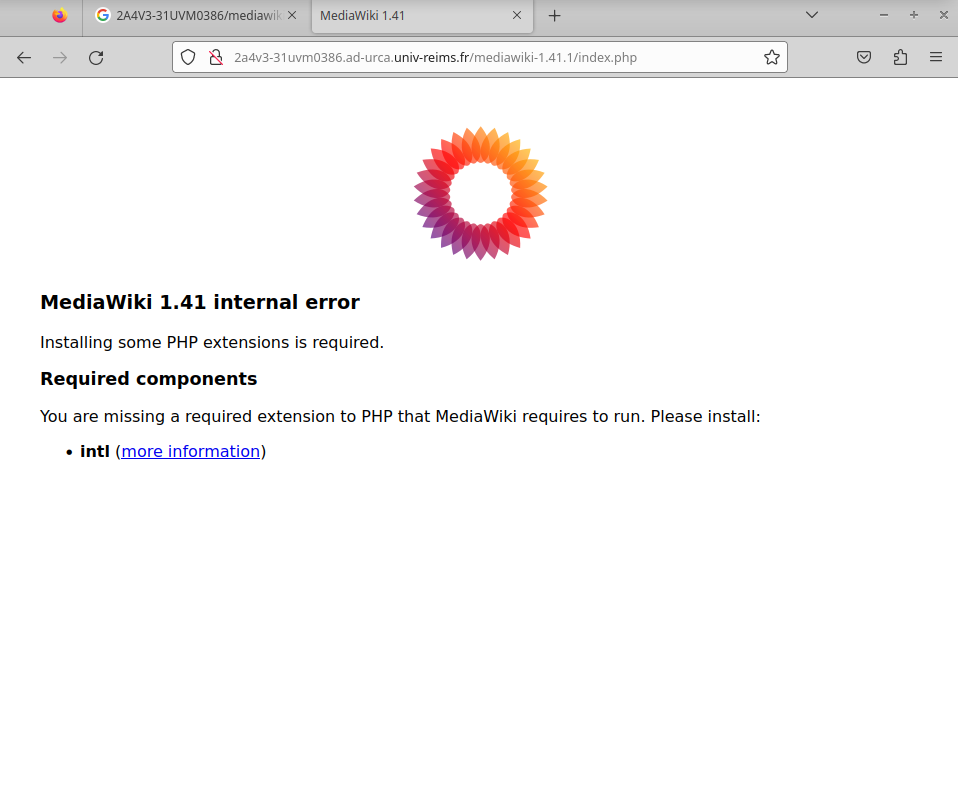 2A4V3-31UVM0386/mediawik
MediaWiki 1.41
2a4v3-31uvm0386.ad-urca.univ-reims.fr/mediawiki-1.41.1/index.php
MediaWiki 1.41 internal error
Installing some PHP extensions is required.
Required components
You are missing a required extension to PHP that MediaWiki requires to run. Please install:
• intl (more information)